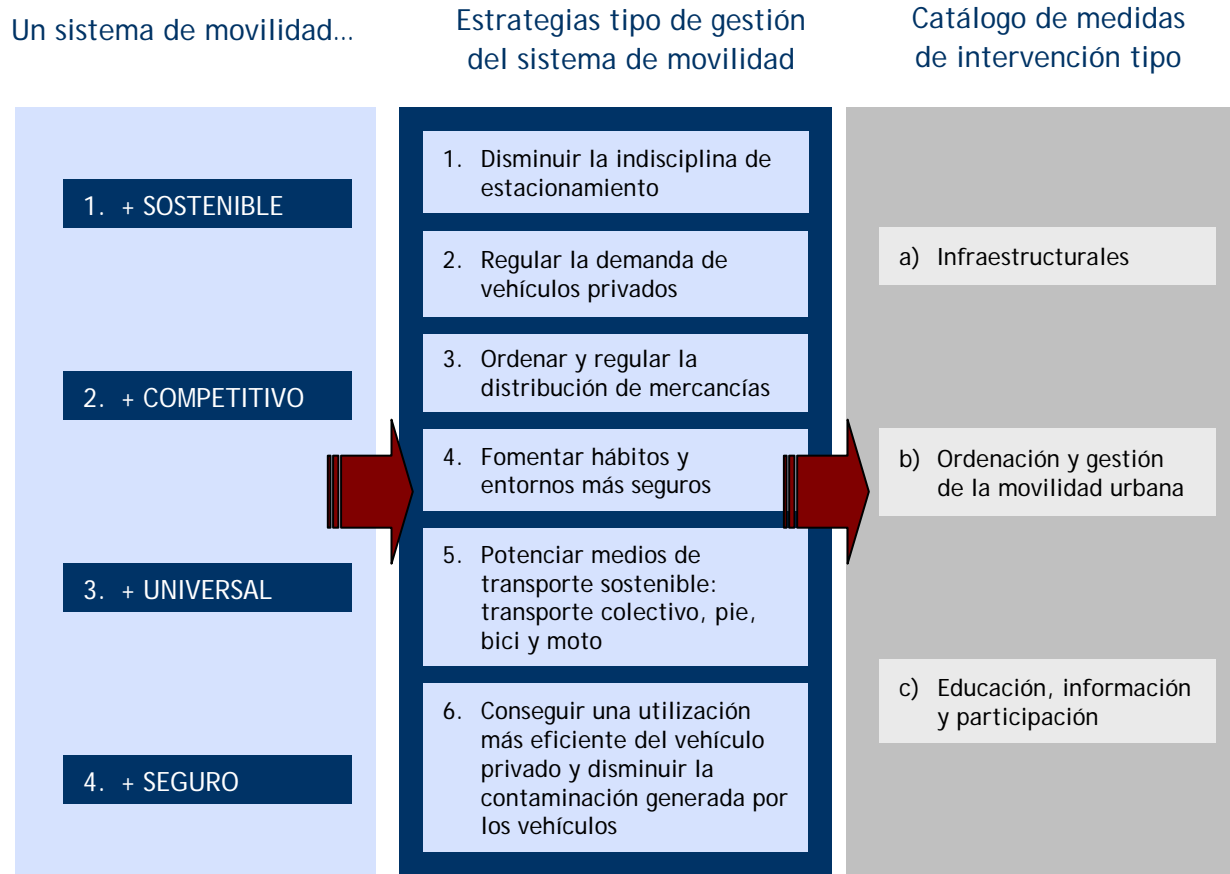 Un sistema de movilidad...
1. + SOSTENIBLE
2. + COMPETITIVO
3. + UNIVERSAL
4. + SEGURO
Estrategias tipo de gestión
del sistema de movilidad
1. Disminuir la indisciplina de
estacionamiento
2. Regular la demanda de
vehículos privados
3. Ordenar y regular la
distribución de mercancías
4. Fomentar hábitos y
entornos más seguros
5. Potenciar medios de
transporte sostenible:
transporte colectivo, pie,
bici y moto
6. Conseguir una utilización
más eficiente del vehículo
privado y disminuir la
contaminación generada por
los vehículos
Catálogo de medidas
de intervención tipo
a) Infraestructurales
b) Ordenación y gestión
de la movilidad urbana
c) Educación, información
y participación